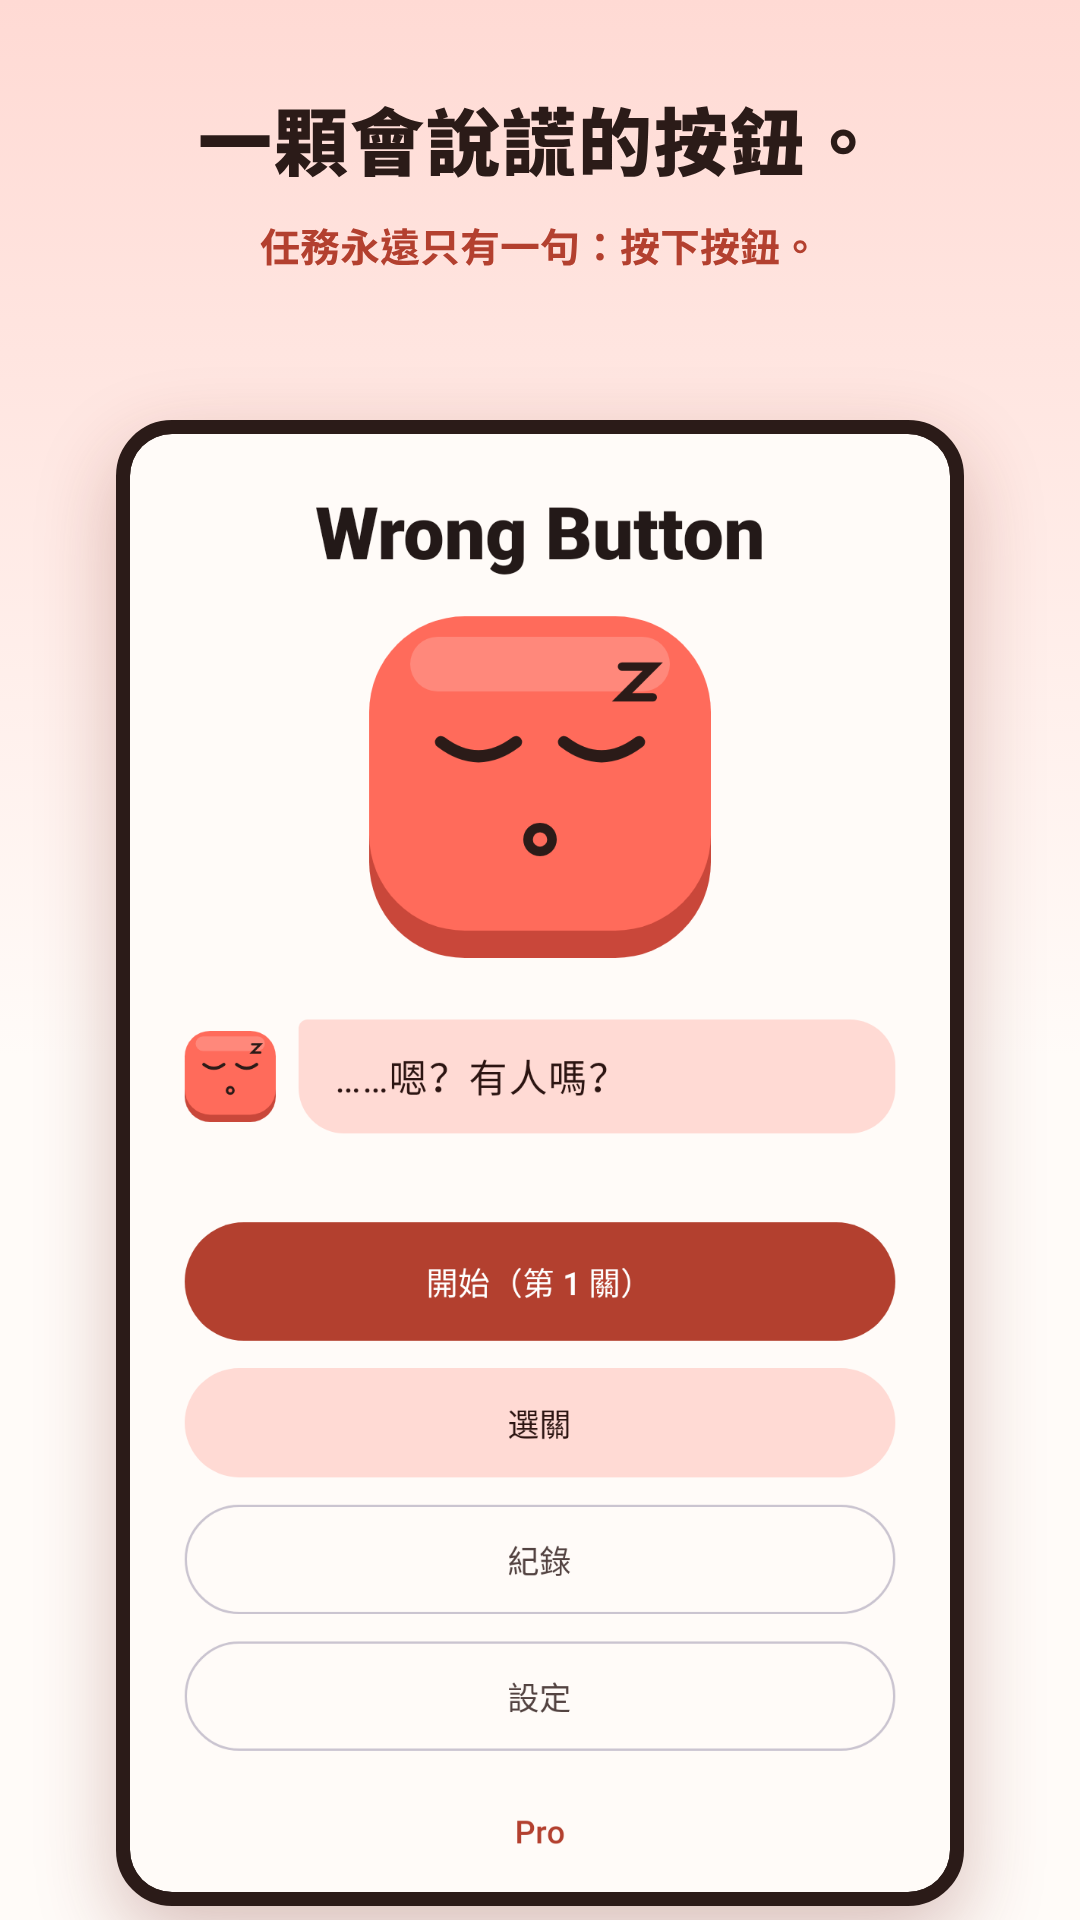 一顆會說謊的按鈕。
任務永遠只有一句：按下按鈕。
Wrong Button
z
z
……嗯？有人嗎？
開始（第 1 關）
選關
紀錄
設定
Pro